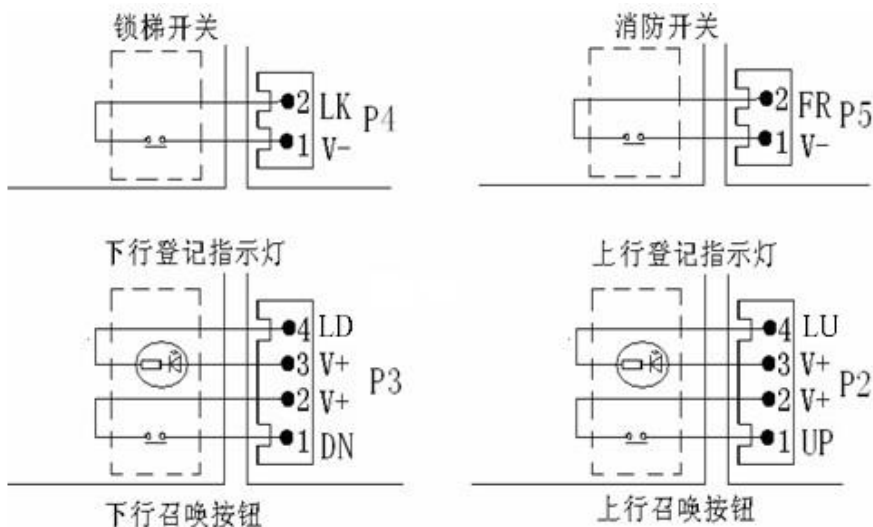 锁梯开关
2 LK
P4
1 V-
消防开关
2 FR
P5
1 V-
下行登记指示灯
4 LD
3 V+
P3
2 V+
1 DN
下行召唤按钮
上行登记指示灯
4 LU
3 V+
P2
2 V+
1 UP
上行召唤按钮